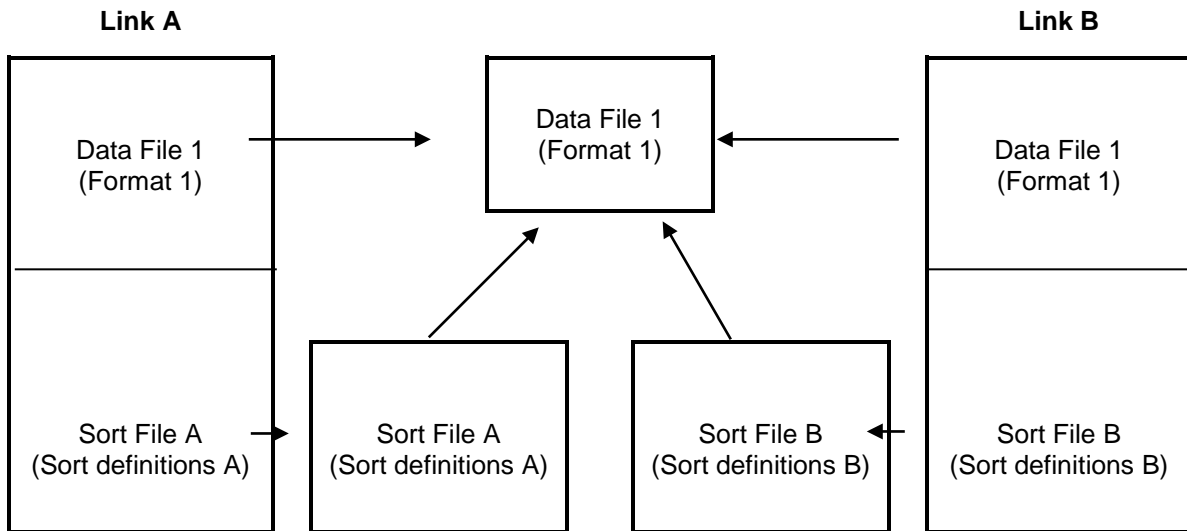 Link A
Link B
Data File 1
(Format 1)
Data File 1
(Format 1)
Data File 1
(Format 1)
Sort File A
(Sort definitions A)
Sort File A
(Sort definitions A)
Sort File B
(Sort definitions B)
Sort File B
(Sort definitions B)